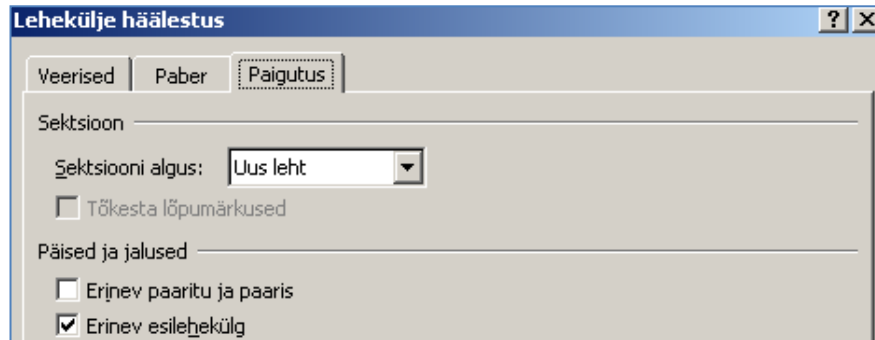 Lehekülje häälestus
Veerised Paber Paigutus
Sektsioon
Sektsiooni algus: Uus leht
Tõkesta lõpumärkused
Päised ja jalused
Erinev paaritu ja paaris
Erinev esilehekülg